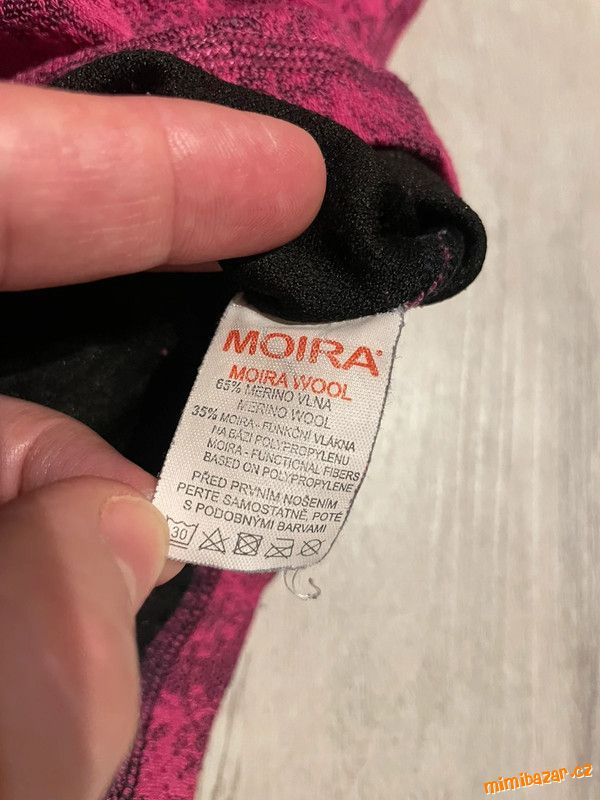 MOIRA®
MOIRA WOOL
65% MERINO VLNA
MERINO WOOL
35% MOIRA - FUNKČNÍ VLÁKNA
NA BÁZI POLYPROPYLENU
MOIRA - FUNCTIONAL FIBERS
BASED ON POLYPROPYLENE
PŘED PRVNÍM NOŠENÍM
PERTE SAMOSTATNĚ, POTÉ
S PODOBNÝMI BARVAMI
30
mimibazar.cz